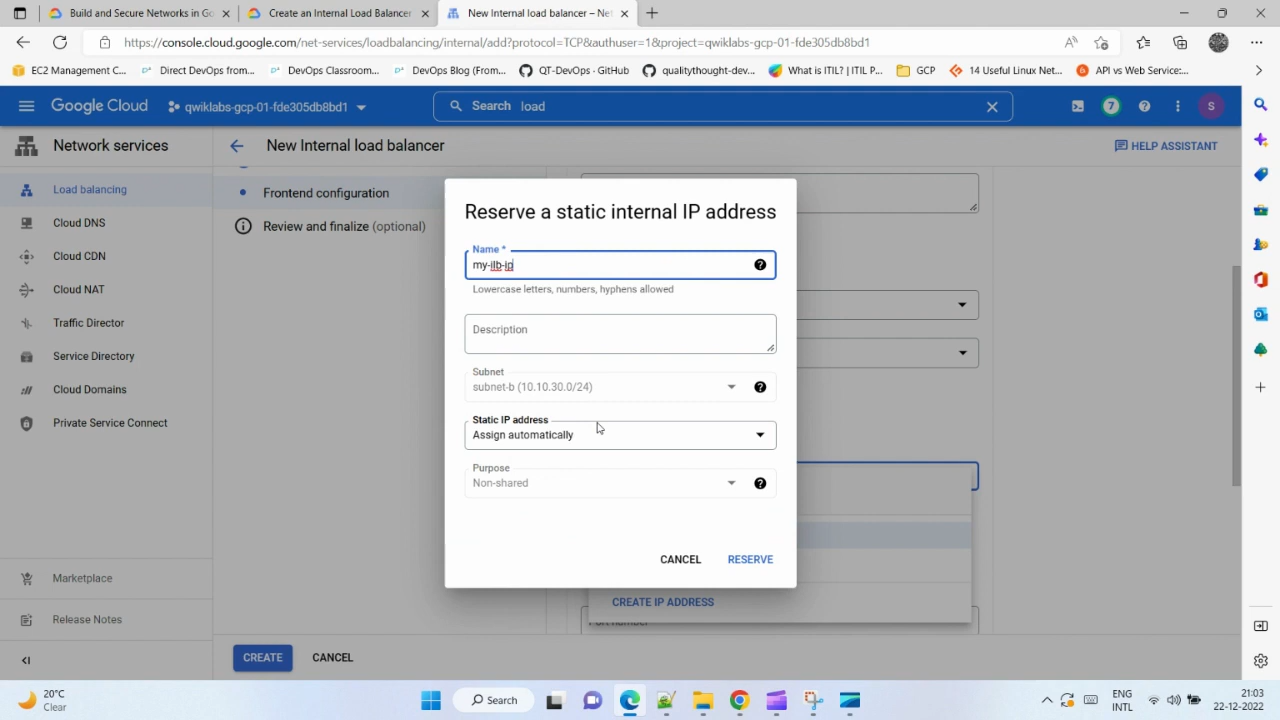 Build and Secure Networks in Go
Create an Internal Load Balancer
New Internal load balancer – Net
https://console.cloud.google.com/net-services/loadbalancing/internal/add?protocol=TCP&authuser=1&project=qwiklabs-gcp-01-fde305db8bd1
EC2 Management C...
Direct DevOps from...
DevOps Classroom...
DevOps Blog (From...
QT-DevOps · GitHub
qualitythought-dev...
What is ITIL? | ITIL P...
GCP
14 Useful Linux Net...
API vs Web Service:...
Google Cloud
qwiklabs-gcp-01-fde305db8bd1
Search load
7
S
Network services
New Internal load balancer
HELP ASSISTANT
Load balancing
Cloud DNS
Cloud CDN
Cloud NAT
Traffic Director
Service Directory
Cloud Domains
Private Service Connect
Marketplace
Release Notes
Frontend configuration
Review and finalize (optional)
Reserve a static internal IP address
Name *
my-ilb-ip
Lowercase letters, numbers, hyphens allowed
Description
Subnet
subnet-b (10.10.30.0/24)
Static IP address
Assign automatically
Purpose
Non-shared
CANCEL
RESERVE
CREATE IP ADDRESS
Port number
CREATE
CANCEL
20°C
Clear
Search
ENG
INTL
21:03
22-12-2022